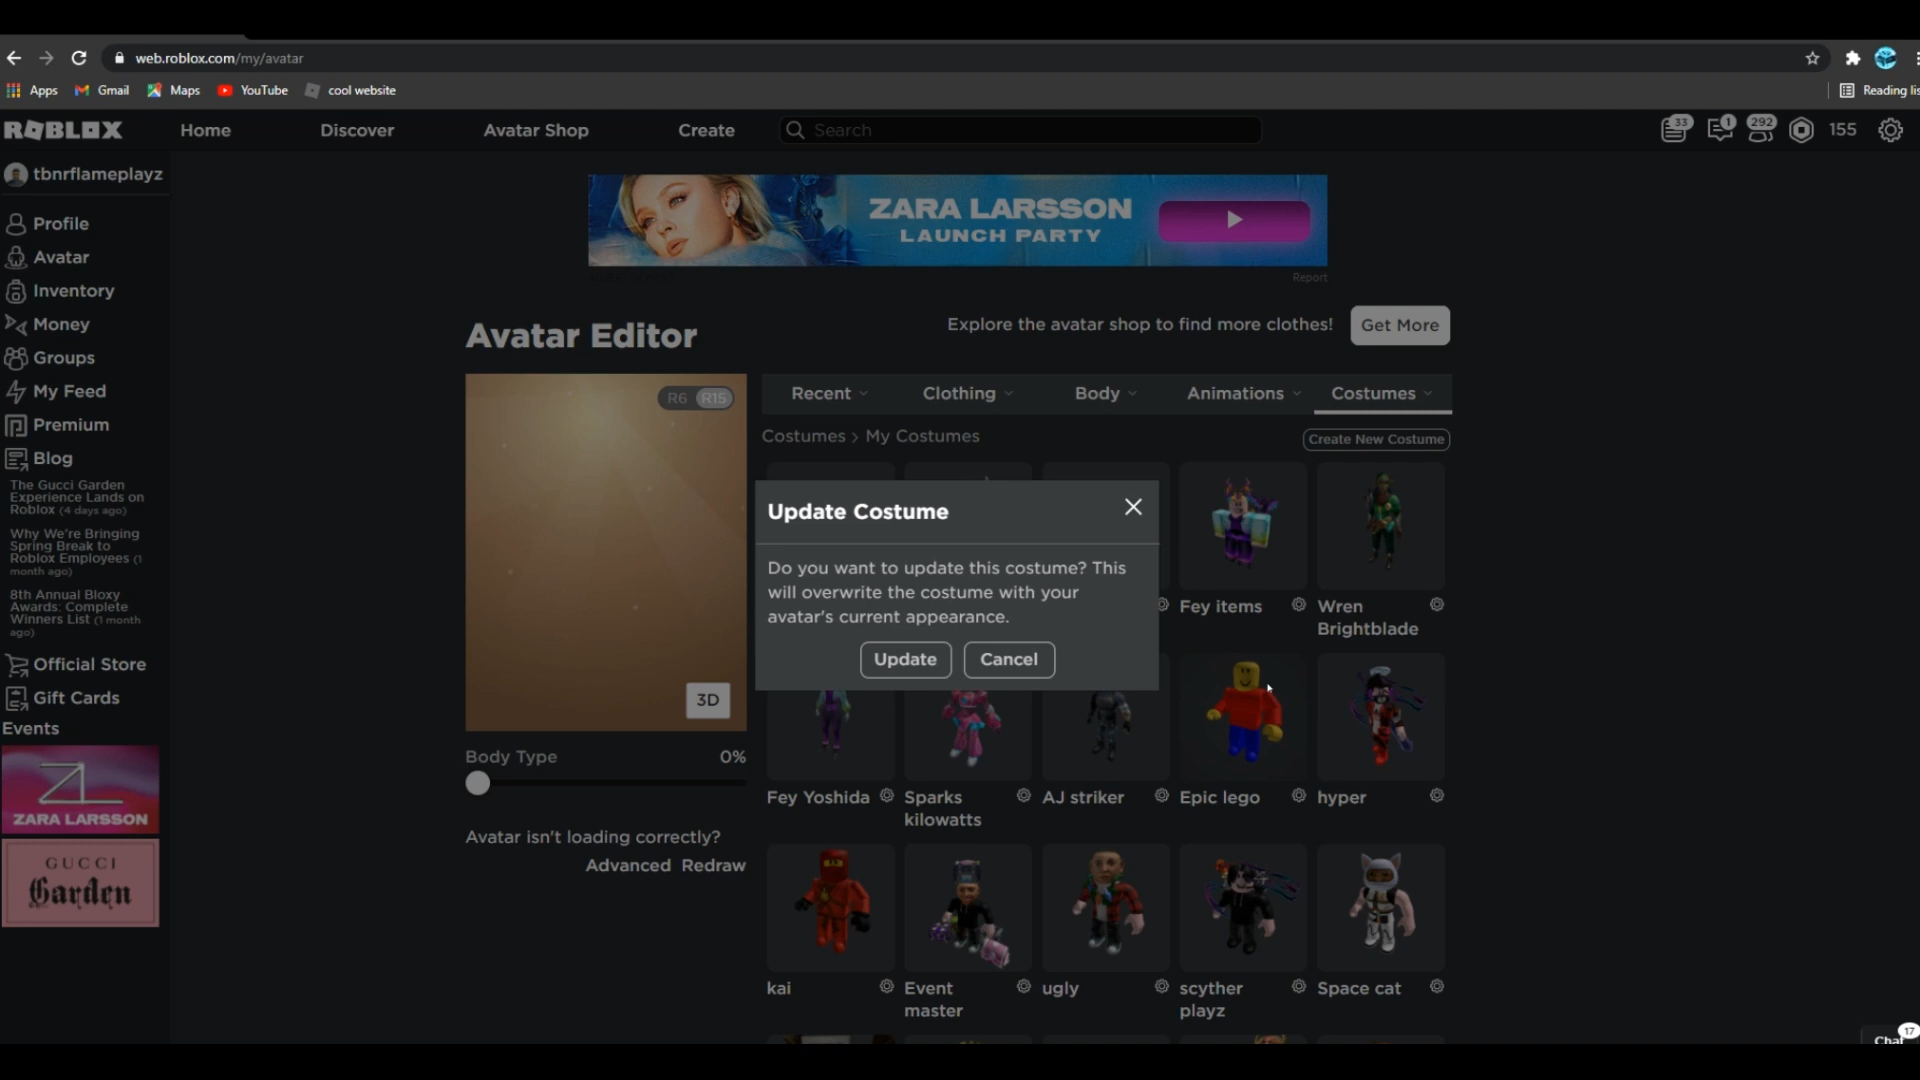 web.roblox.com/my/avatar
Apps Gmail Maps YouTube cool website Reading lis
ROBLOX Home Discover Avatar Shop Create Search 33 1 292 155
tbnrflameplayz
Profile
Avatar
Inventory
Money
Groups
My Feed
Premium
Blog
The Gucci Garden
Experience Lands on
Roblox (4 days ago)
Why We're Bringing
Spring Break to
Roblox Employees (1
month ago)
8th Annual Bloxy
Awards: Complete
Winners List (1 month
ago)
Official Store
Gift Cards
Events
ZL
ZARA LARSSON
GUCCI
Garden
ZARA LARSSON
LAUNCH PARTY
Report
Avatar Editor
Explore the avatar shop to find more clothes! Get More
R6 R15
3D
Body Type 0%
Avatar isn't loading correctly?
Advanced Redraw
Recent Clothing Body Animations Costumes
Costumes > My Costumes Create New Costume
Update Costume
Do you want to update this costume? This
will overwrite the costume with your
avatar's current appearance.
Update Cancel
Fey items Wren
Brightblade
Fey Yoshida Sparks
kilowatts AJ striker Epic lego hyper
kai Event
master ugly scyther
playz Space cat
Chat 17